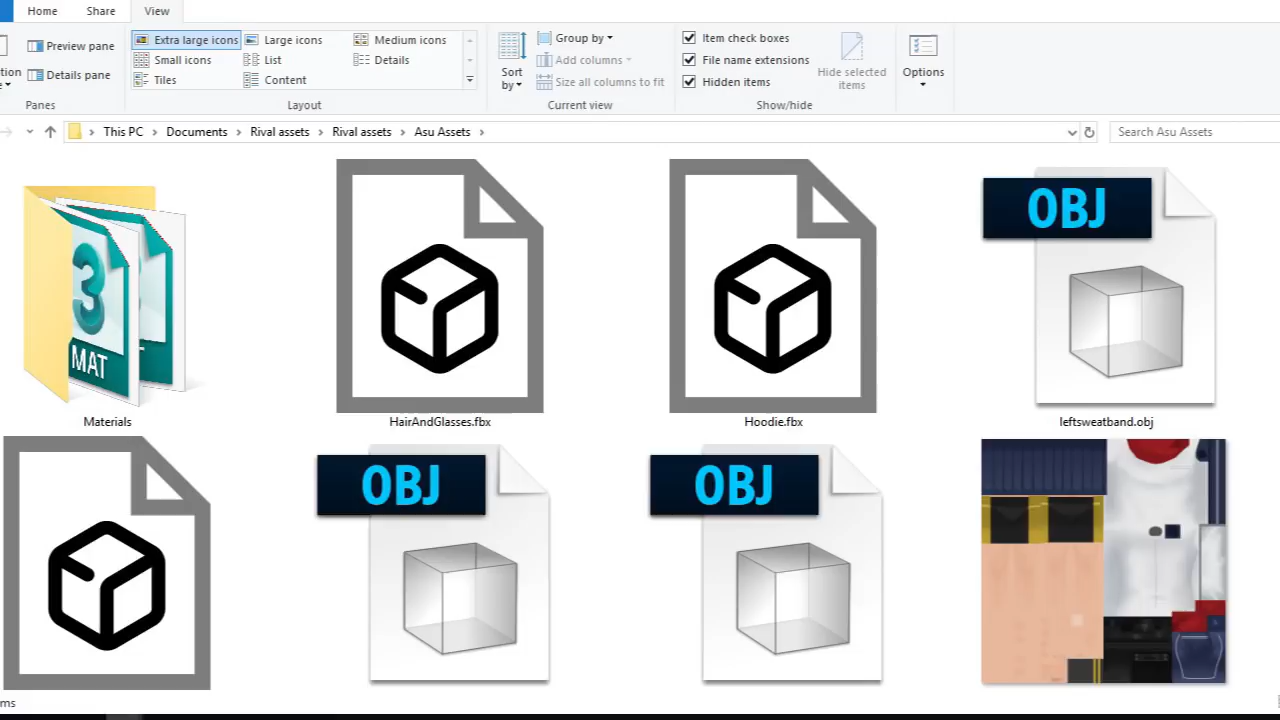 Home Share View
Preview pane Extra large icons Large icons Medium icons Group by Item check boxes
tion Small icons List Details Add columns File name extensions
Details pane Tiles Content Sort by Size all columns to fit Hidden items Hide selected items Options
Panes Layout Current view Show/hide
This PC Documents Rival assets Rival assets Asu Assets Search Asu Assets
OBJ
3
MAT
Materials HairAndGlasses.fbx Hoodie.fbx leftsweatband.obj
OBJ OBJ
ms